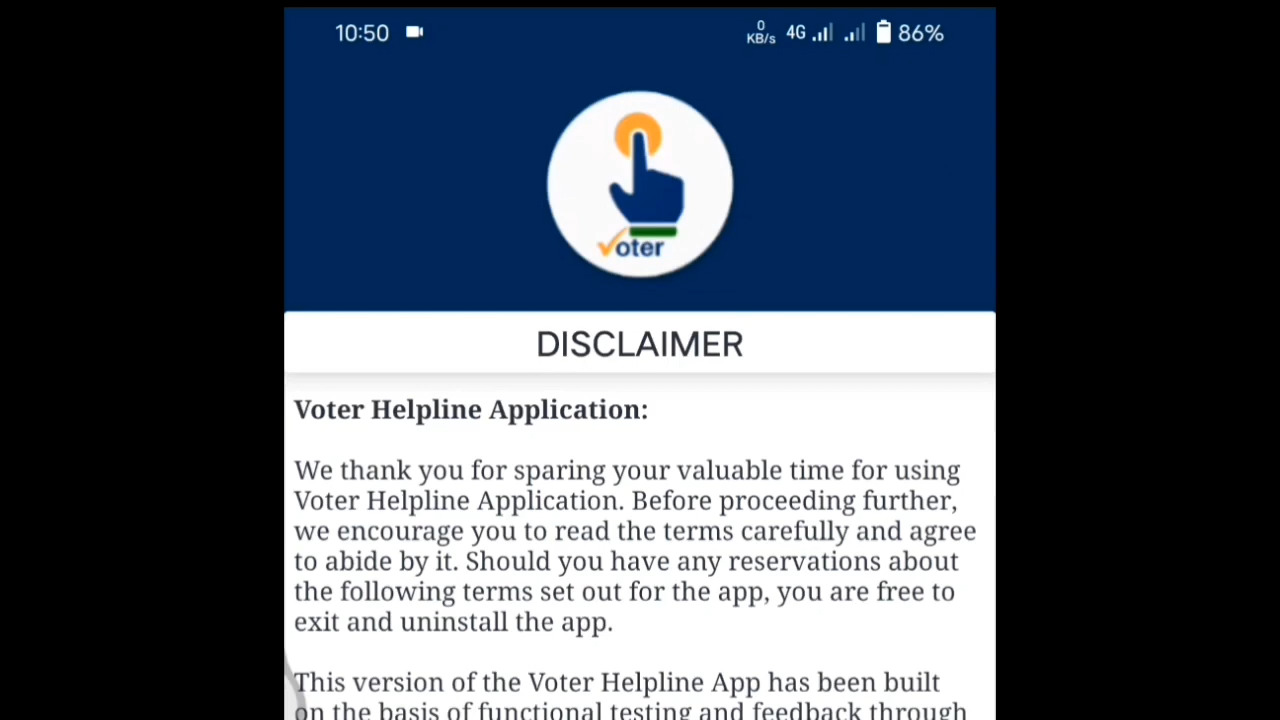 10:50 0 KB/s 4G 86%
Voter
DISCLAIMER
Voter Helpline Application:
We thank you for sparing your valuable time for using
Voter Helpline Application. Before proceeding further,
we encourage you to read the terms carefully and agree
to abide by it. Should you have any reservations about
the following terms set out for the app, you are free to
exit and uninstall the app.
This version of the Voter Helpline App has been built
on the basis of functional testing and feedback through